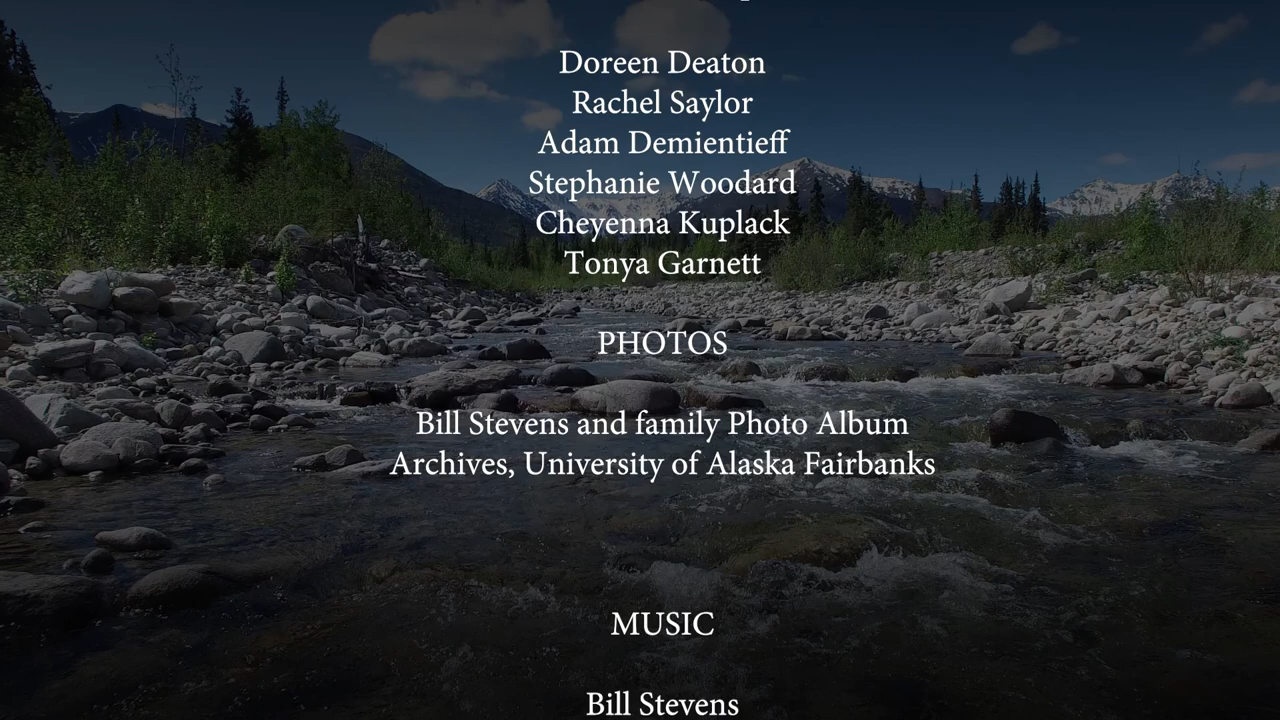 Doreen Deaton
Rachel Saylor
Adam Demientieff
Stephanie Woodard
Cheyenna Kuplack
Tonya Garnett
PHOTOS
Bill Stevens and family Photo Album
Archives, University of Alaska Fairbanks
MUSIC
Bill Stevens